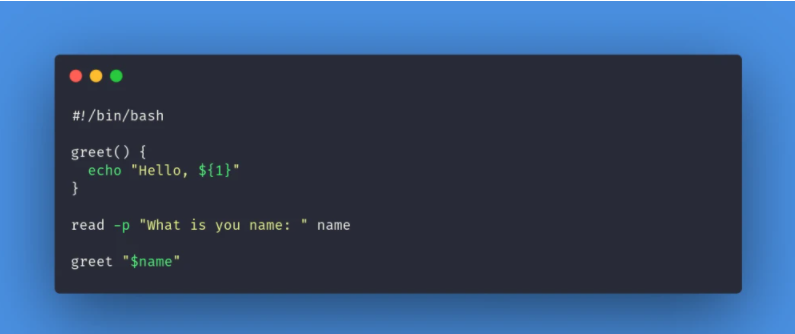 #!/bin/bash
greet() {
  echo "Hello, ${1}"
}
read -p "What is you name: " name
greet "$name"